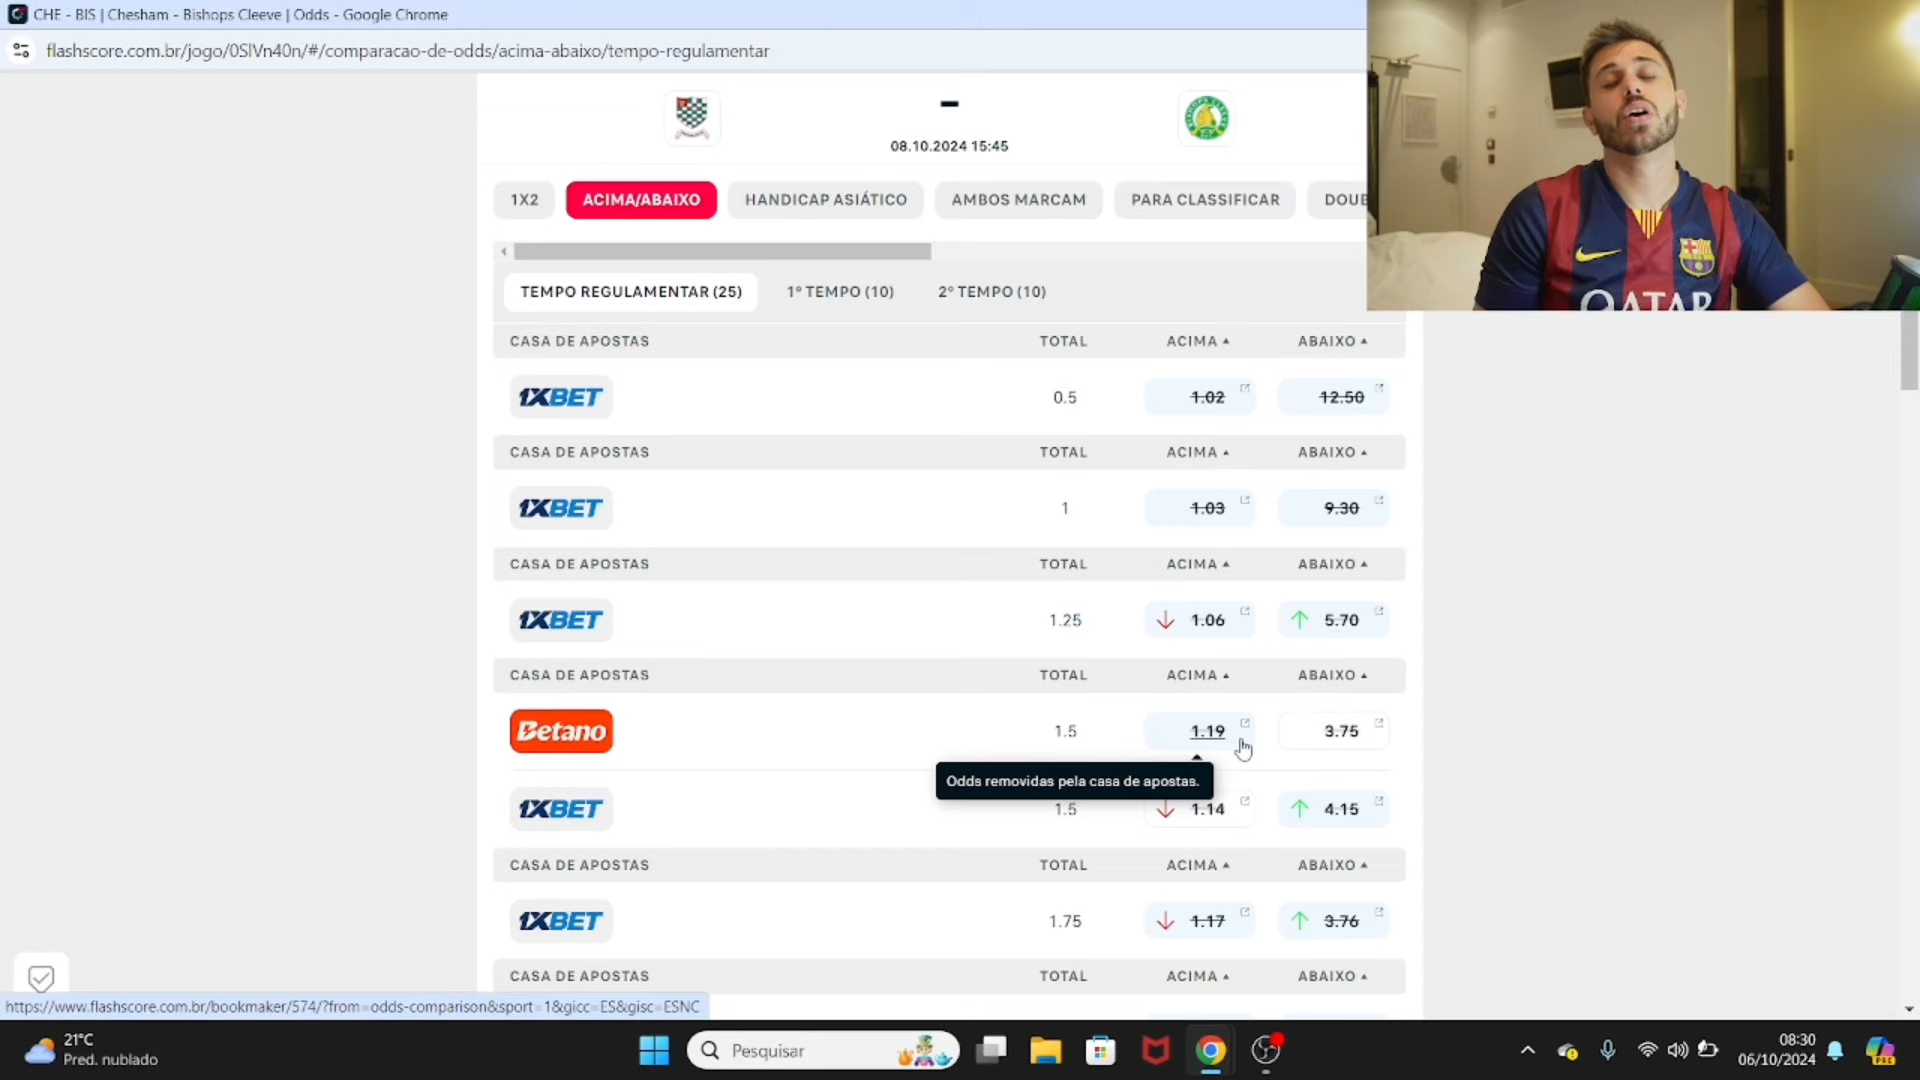 CHE - BIS | Chesham - Bishops Cleeve | Odds - Google Chrome
flashscore.com.br/jogo/0SlVn40n/#/comparacao-de-odds/acima-abaixo/tempo-regulamentar
-
08.10.2024 15:45
1X2 ACIMA/ABAIXO HANDICAP ASIÁTICO AMBOS MARCAM PARA CLASSIFICAR DOUB
TEMPO REGULAMENTAR (25) 1º TEMPO (10) 2º TEMPO (10)
CASA DE APOSTAS TOTAL ACIMA ABAIXO
1XBET 0.5 1.02 12.50
CASA DE APOSTAS TOTAL ACIMA ABAIXO
1XBET 1 1.03 9.30
CASA DE APOSTAS TOTAL ACIMA ABAIXO
1XBET 1.25 1.06 5.70
CASA DE APOSTAS TOTAL ACIMA ABAIXO
Betano 1.5 1.19 3.75
Odds removidas pela casa de apostas.
1XBET 1.5 1.14 4.15
CASA DE APOSTAS TOTAL ACIMA ABAIXO
1XBET 1.75 1.17 3.76
CASA DE APOSTAS TOTAL ACIMA ABAIXO
https://www.flashscore.com.br/bookmaker/574/?from=odds-comparison&sport=1&gicc=ES&gisc=ESNC
QATAR
21°C
Pred. nublado
Pesquisar
08:30
06/10/2024